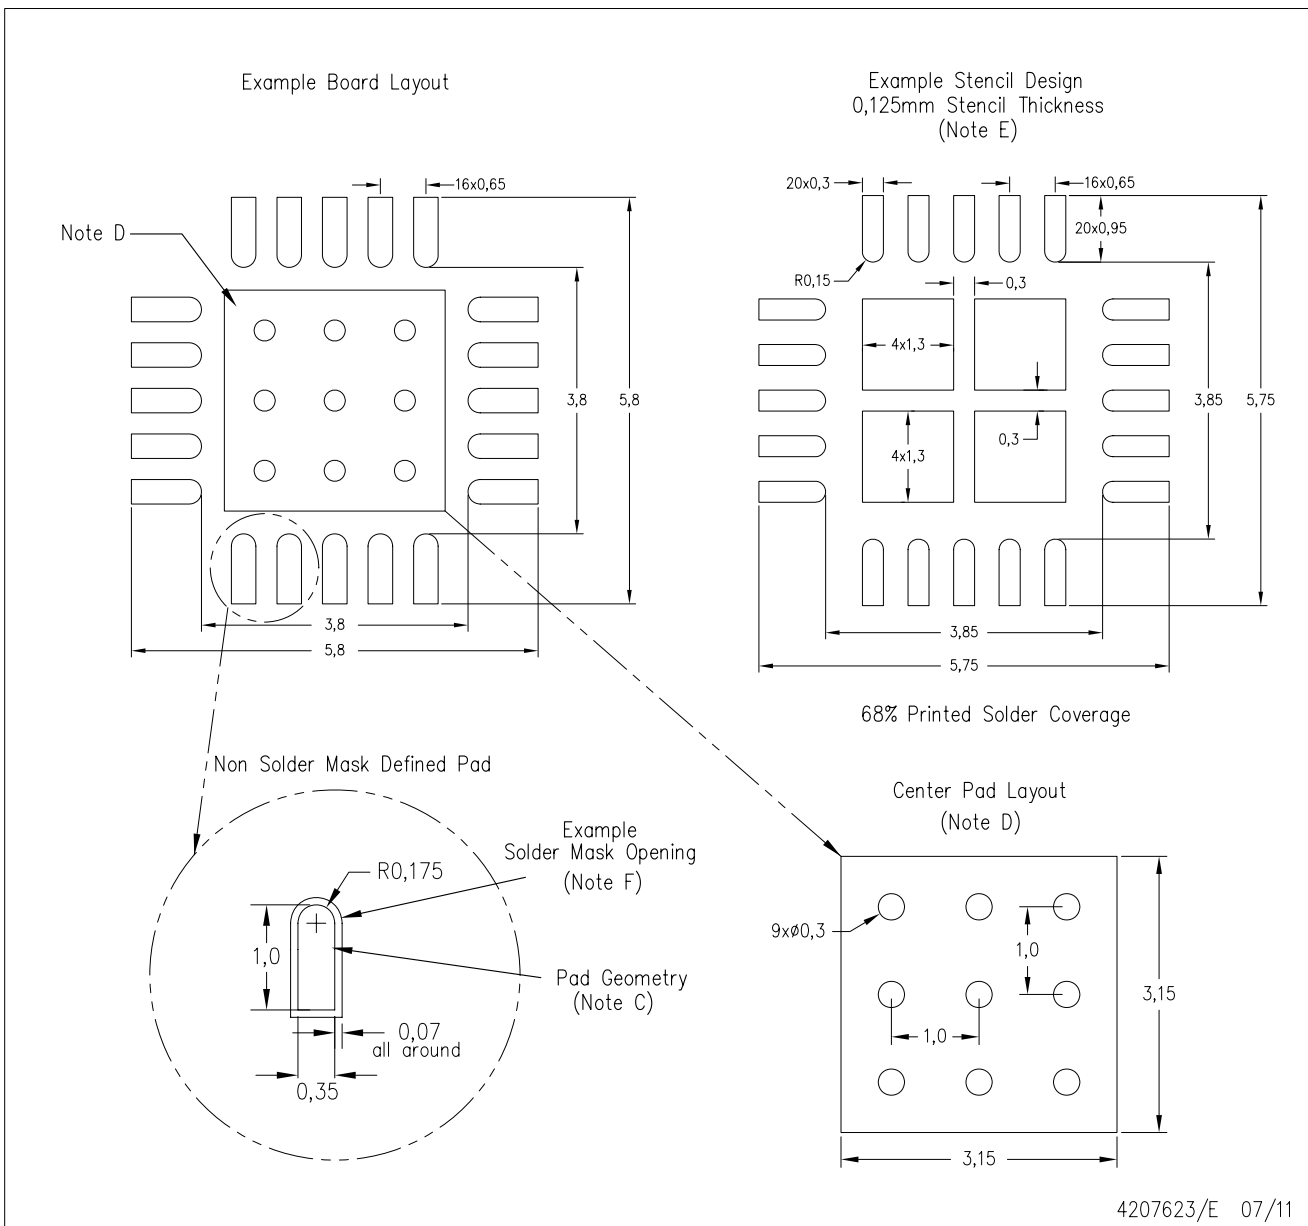 Example Board Layout
Example Stencil Design
0,125mm Stencil Thickness
(Note E)
16x0,65
20x0,3
16x0,65
Note D
20x0,95
R0,15
0,3
4x1,3
3,8
5,8
3,85
5,75
0,3
4x1,3
3,8
5,8
3,85
5,75
68% Printed Solder Coverage
Non Solder Mask Defined Pad
Center Pad Layout
(Note D)
Example
Solder Mask Opening
(Note F)
R0,175
1,0
Pad Geometry
(Note C)
0,07
all around
0,35
9xø0,3
1,0
1,0
3,15
3,15
4207623/E 07/11